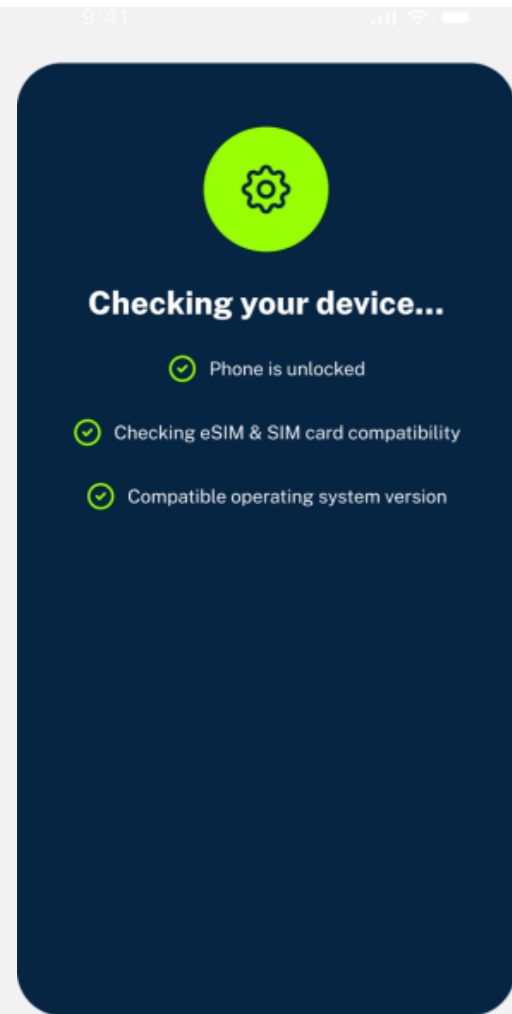 9:41
Checking your device...
Phone is unlocked
Checking eSIM & SIM card compatibility
Compatible operating system version